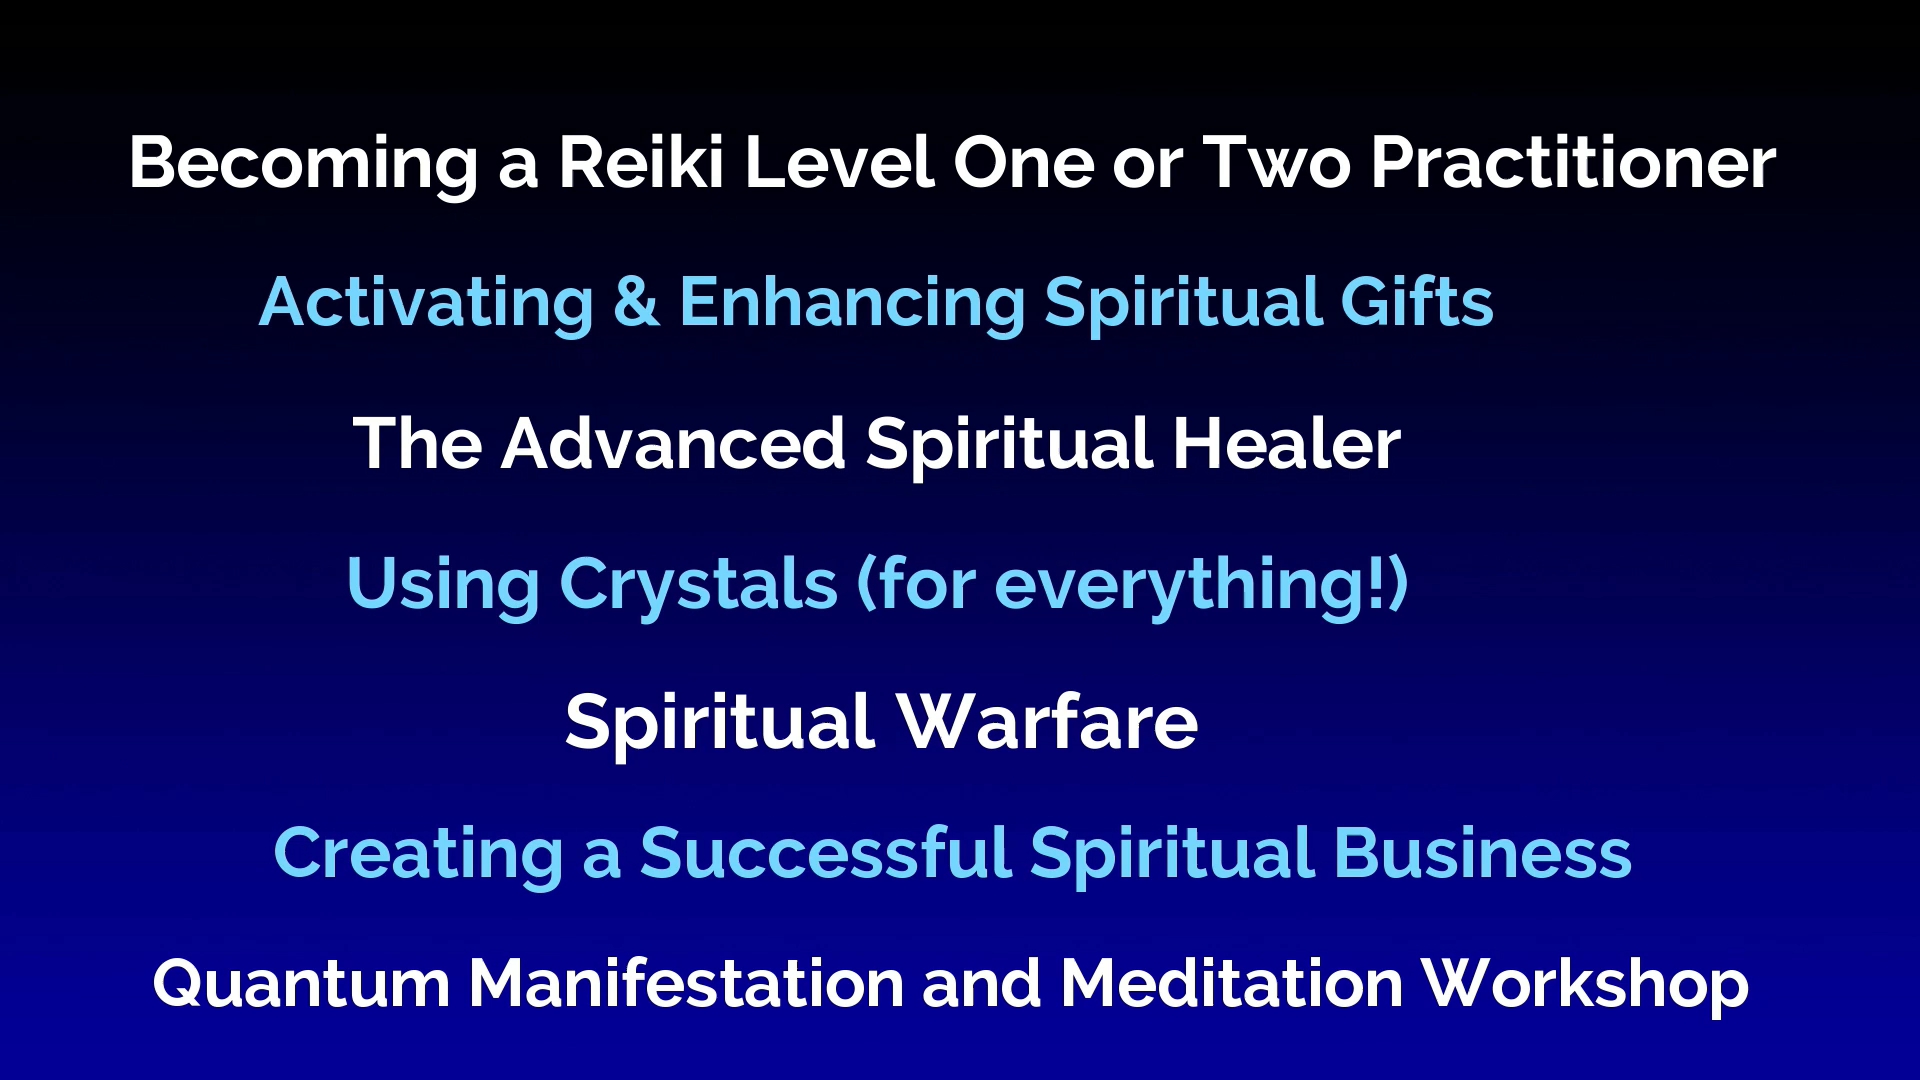 Becoming a Reiki Level One or Two Practitioner
Activating & Enhancing Spiritual Gifts
The Advanced Spiritual Healer
Using Crystals (for everything!)
Spiritual Warfare
Creating a Successful Spiritual Business
Quantum Manifestation and Meditation Workshop